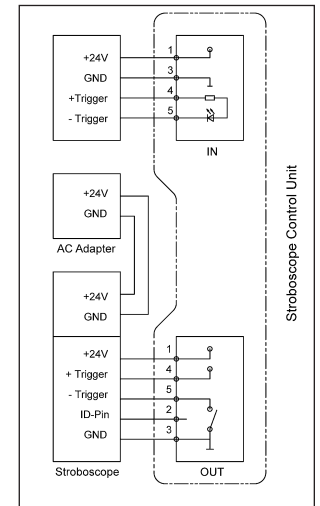 +24V
1
GND
3
+Trigger
4
- Trigger
5
IN
+24V
GND
AC Adapter
+24V
GND
+24V
1
+ Trigger
4
- Trigger
5
ID-Pin
2
GND
3
Stroboscope
OUT
Stroboscope Control Unit